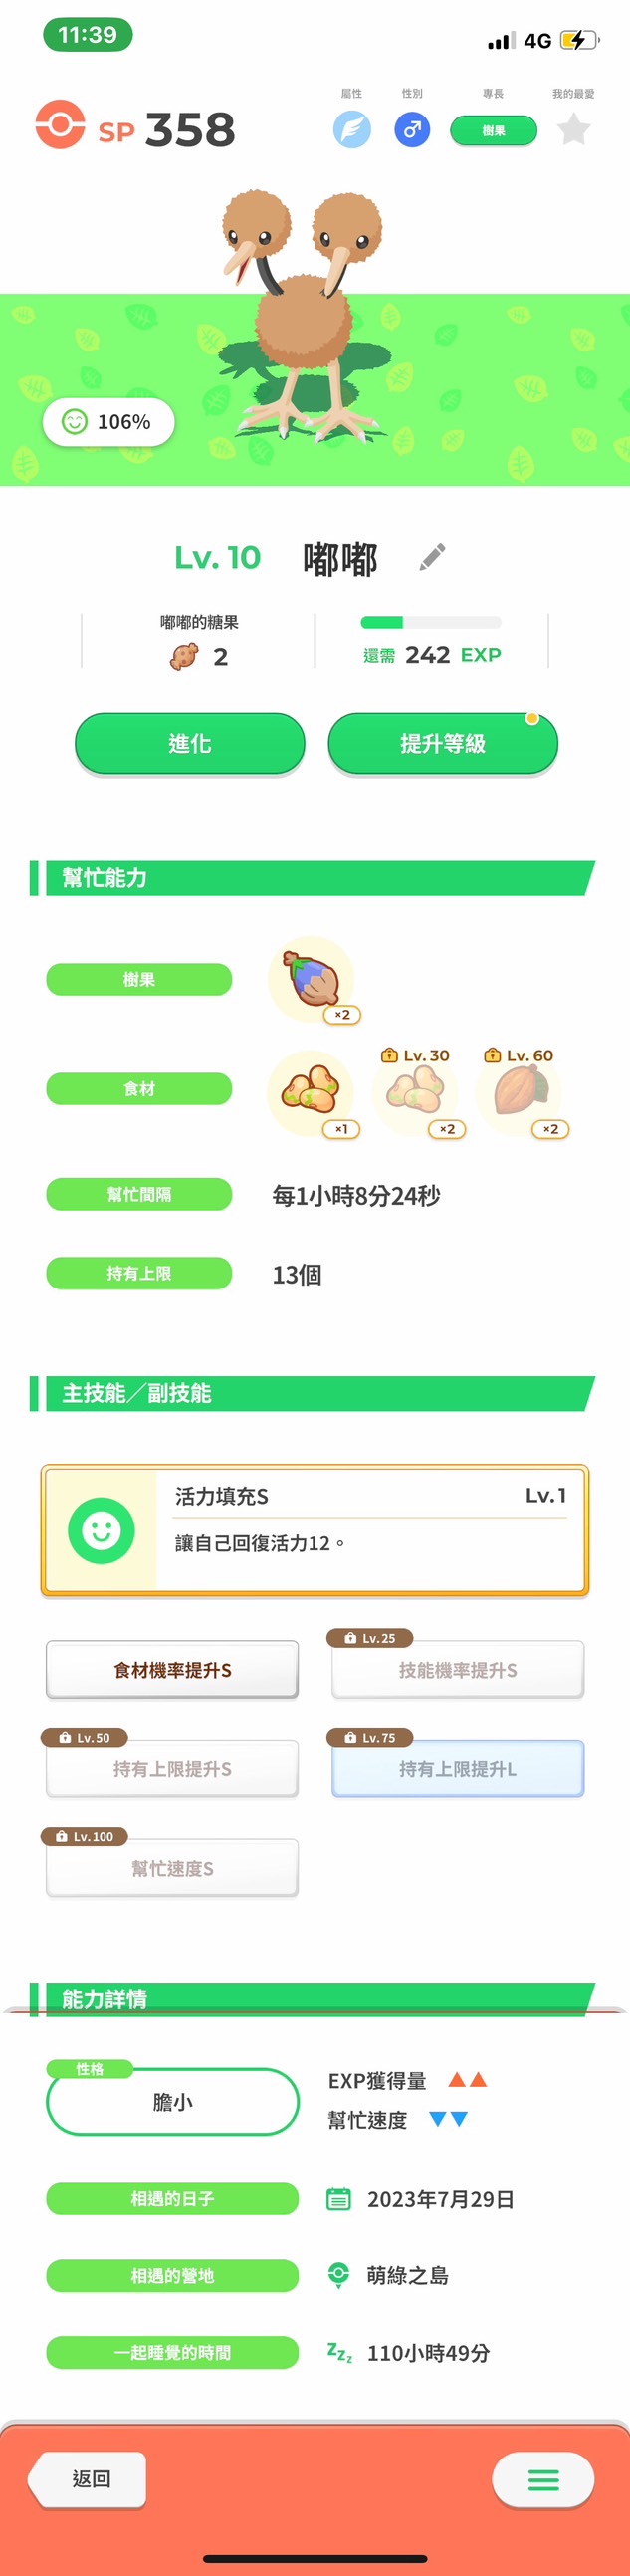 11:39
4G
屬性
性別
專長
我的最愛
SP 358
樹果
106%
Lv. 10 嘟嘟
嘟嘟的糖果
2
還需 242 EXP
進化
提升等級
幫忙能力
樹果
×2
食材
Lv. 30
Lv. 60
×1
×2
×2
幫忙間隔
每1小時8分24秒
持有上限
13個
主技能／副技能
活力填充S
Lv. 1
讓自己回復活力12。
食材機率提升S
Lv. 25
技能機率提升S
Lv. 50
持有上限提升S
Lv. 75
持有上限提升L
Lv. 100
幫忙速度S
能力詳情
性格
膽小
EXP獲得量 ▲▲
幫忙速度 ▼▼
相遇的日子
2023年7月29日
相遇的營地
萌綠之島
一起睡覺的時間
zzz 110小時49分
返回